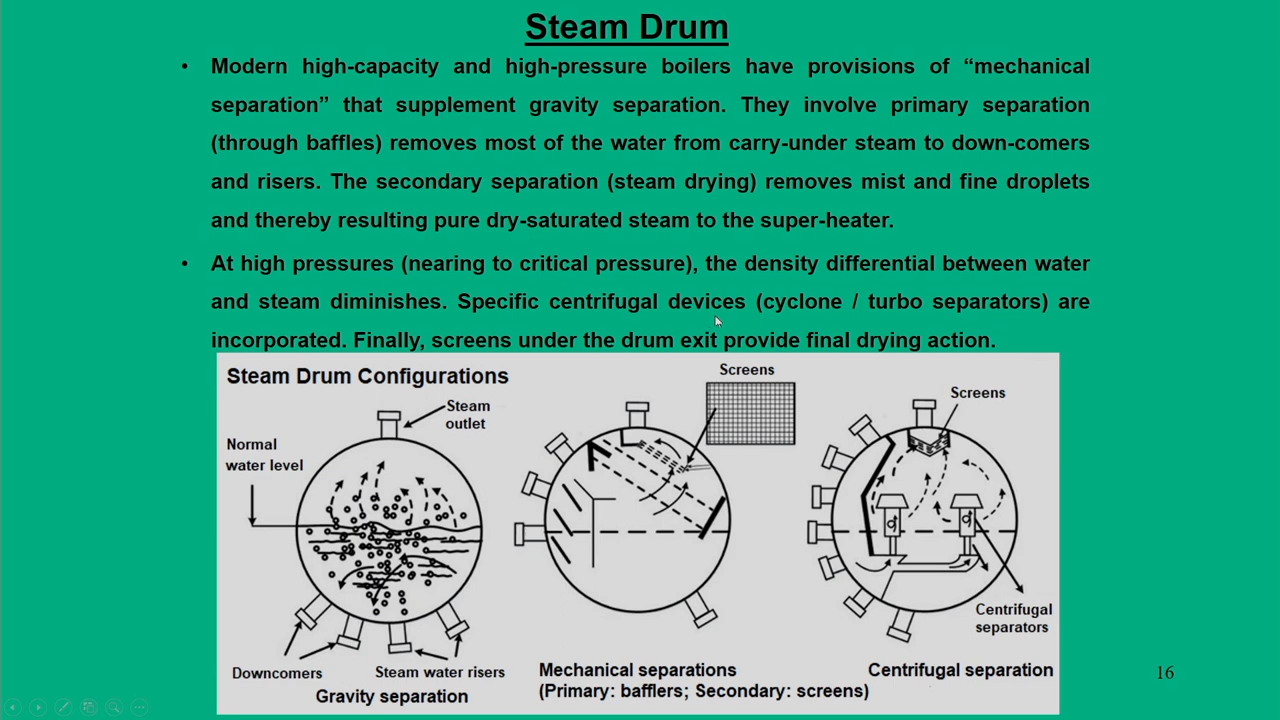 Steam Drum
• Modern high-capacity and high-pressure boilers have provisions of “mechanical
separation” that supplement gravity separation. They involve primary separation
(through baffles) removes most of the water from carry-under steam to down-comers
and risers. The secondary separation (steam drying) removes mist and fine droplets
and thereby resulting pure dry-saturated steam to the super-heater.
• At high pressures (nearing to critical pressure), the density differential between water
and steam diminishes. Specific centrifugal devices (cyclone / turbo separators) are
incorporated. Finally, screens under the drum exit provide final drying action.
Steam Drum Configurations
Steam
outlet
Normal
water level
Downcomers
Steam water risers
Gravity separation
Screens
Mechanical separations
(Primary: bafflers; Secondary: screens)
Screens
Centrifugal
separators
Centrifugal separation
16